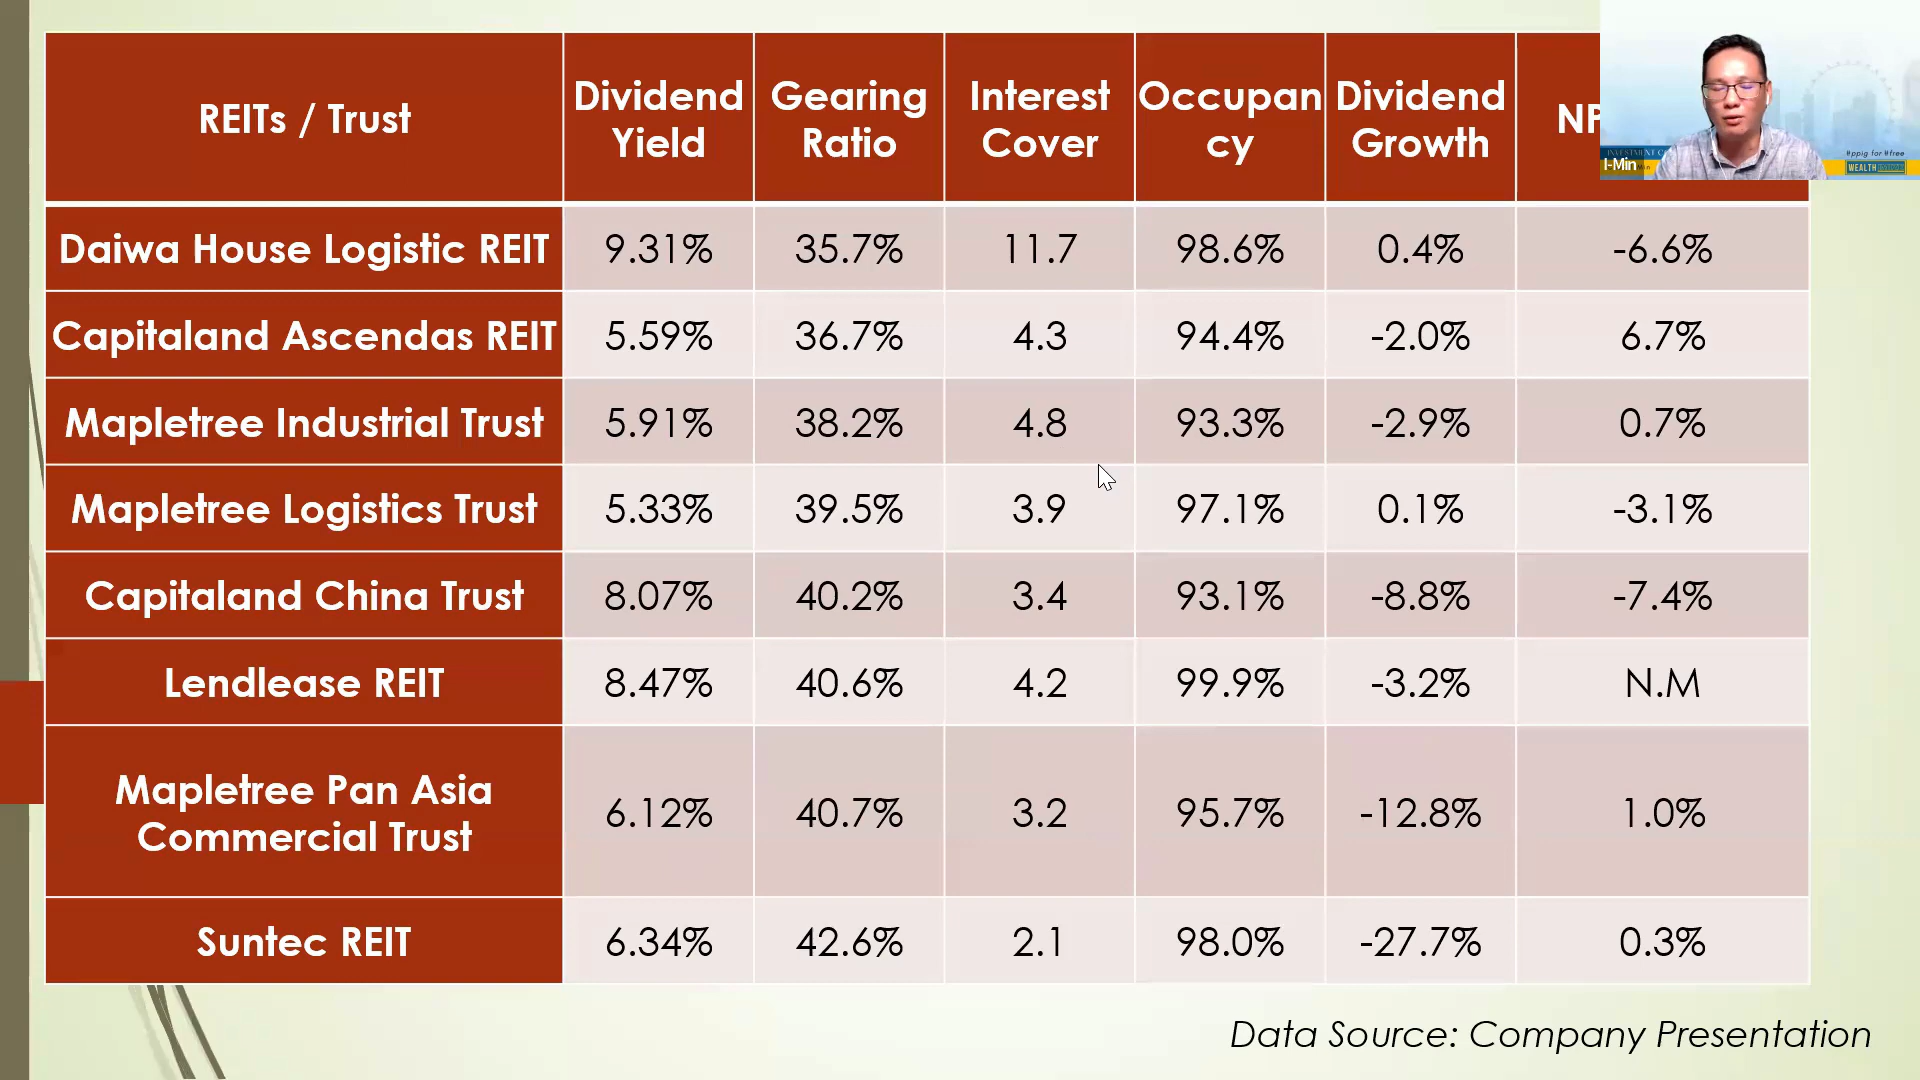 REITs / Trust
Dividend Yield
Gearing Ratio
Interest Cover
Occupan
cy
Dividend Growth
NP
Daiwa House Logistic REIT 9.31% 35.7% 11.7 98.6% 0.4% -6.6%
Capitaland Ascendas REIT 5.59% 36.7% 4.3 94.4% -2.0% 6.7%
Mapletree Industrial Trust 5.91% 38.2% 4.8 93.3% -2.9% 0.7%
Mapletree Logistics Trust 5.33% 39.5% 3.9 97.1% 0.1% -3.1%
Capitaland China Trust 8.07% 40.2% 3.4 93.1% -8.8% -7.4%
Lendlease REIT 8.47% 40.6% 4.2 99.9% -3.2% N.M
Mapletree Pan Asia
Commercial Trust 6.12% 40.7% 3.2 95.7% -12.8% 1.0%
Suntec REIT 6.34% 42.6% 2.1 98.0% -27.7% 0.3%
Data Source: Company Presentation
I-Min
#ppig for #free
WEALTH